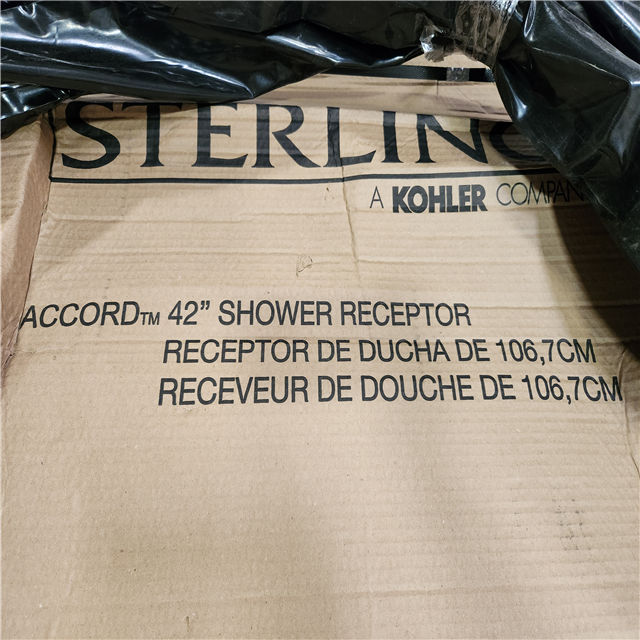 STERLING
A KOHLER COMPANY
ACCORD™ 42” SHOWER RECEPTOR
RECEPTOR DE DUCHA DE 106,7CM
RECEVEUR DE DOUCHE DE 106,7CM